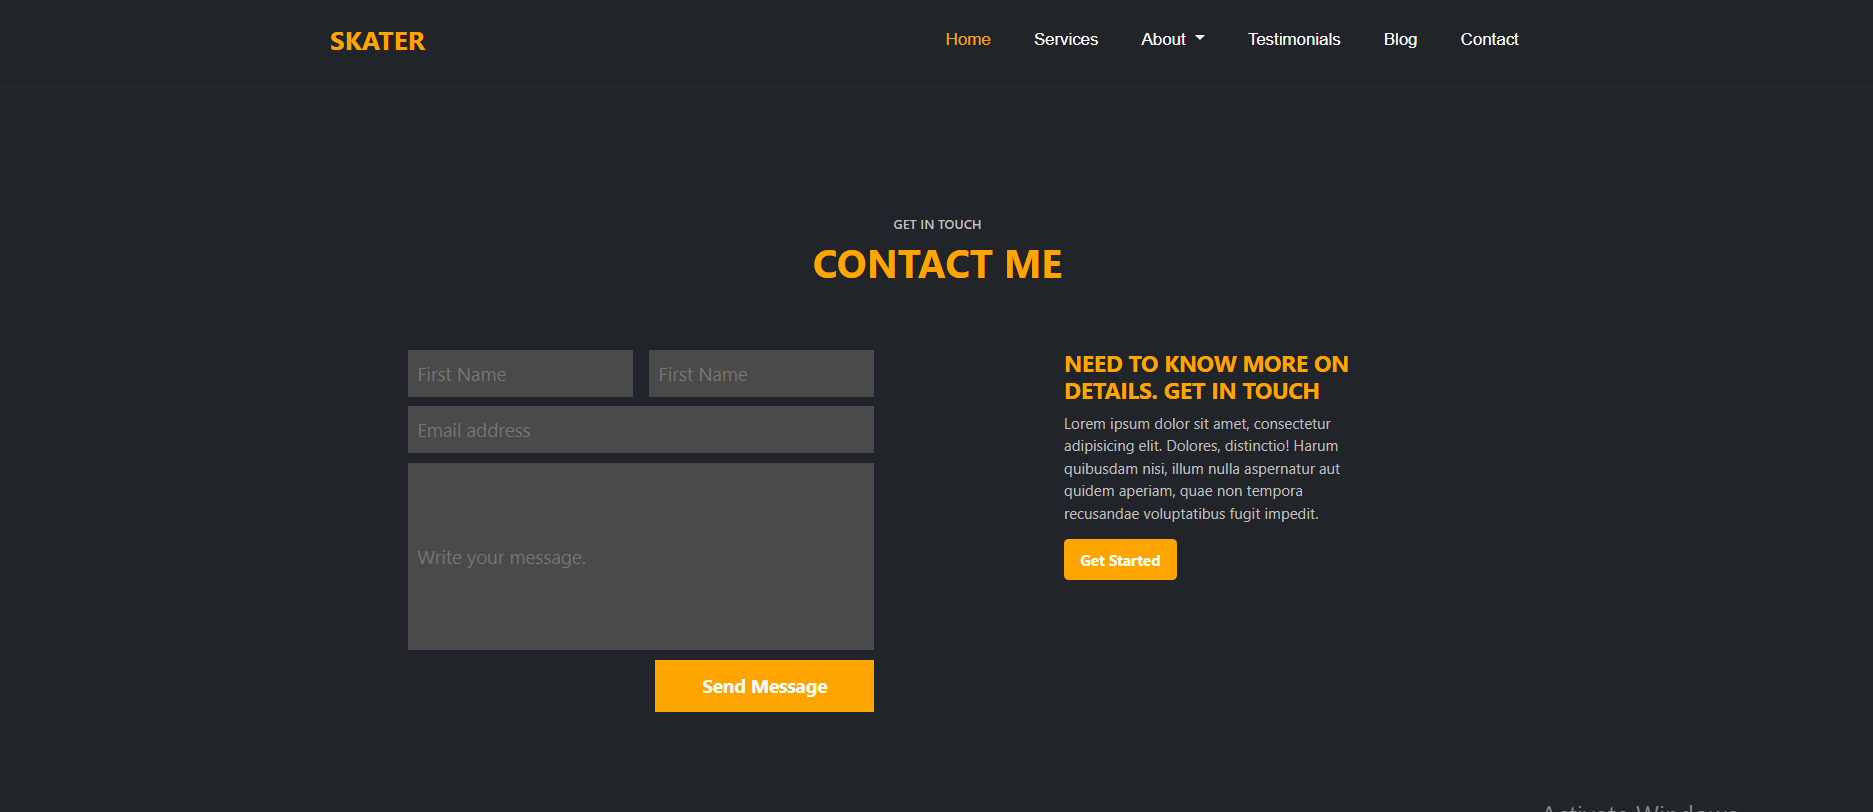 SKATER
Home Services About Testimonials Blog Contact
GET IN TOUCH
CONTACT ME
First Name First Name
Email address
Write your message.
Send Message
NEED TO KNOW MORE ON
DETAILS. GET IN TOUCH
Lorem ipsum dolor sit amet, consectetur
adipisicing elit. Dolores, distinctio! Harum
quibusdam nisi, illum nulla aspernatur aut
quidem aperiam, quae non tempora
recusandae voluptatibus fugit impedit.
Get Started
Activate Windows